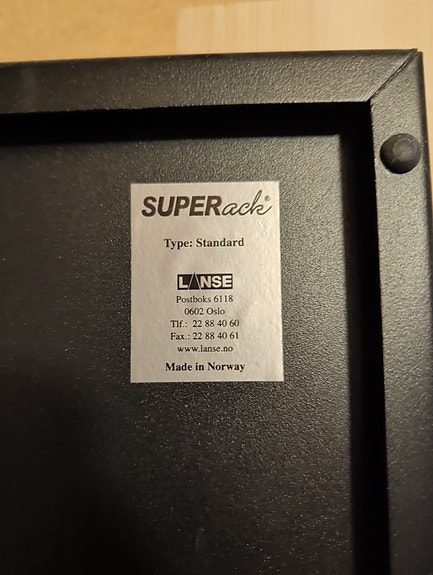 SUPERack®
Type: Standard
LANSE
Postboks 6118
0602 Oslo
Tlf.: 22 88 40 60
Fax.: 22 88 40 61
www.lanse.no
Made in Norway